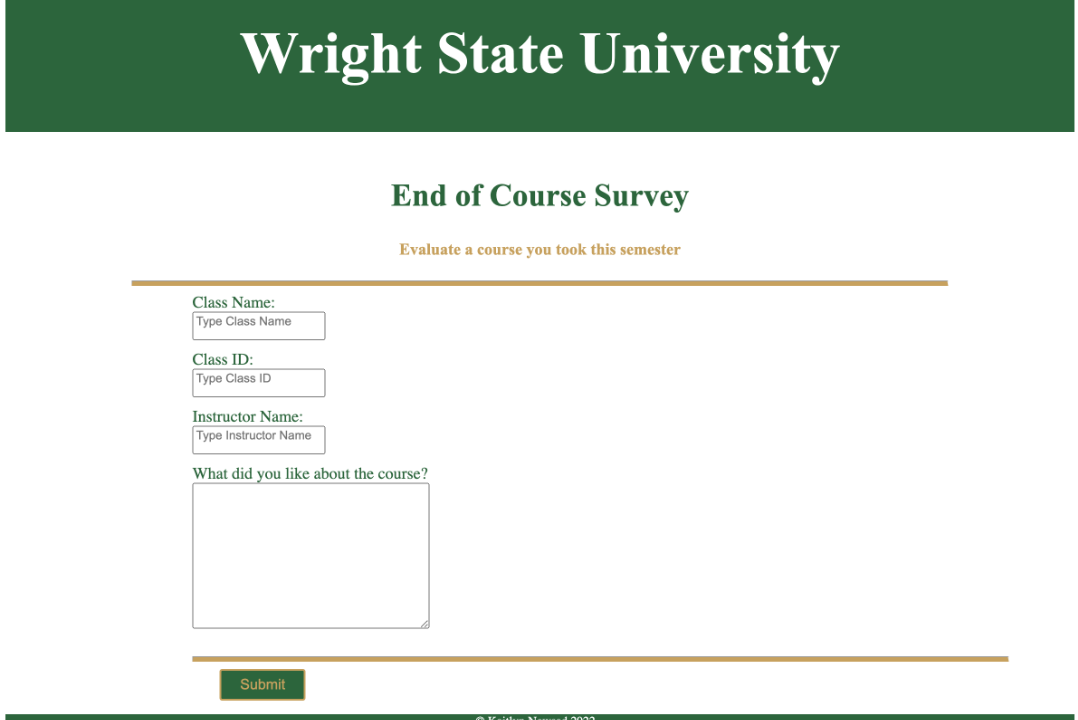 Wright State University
End of Course Survey
Evaluate a course you took this semester
Class Name:
Type Class Name
Class ID:
Type Class ID
Instructor Name:
Type Instructor Name
What did you like about the course?
Submit
© Kaitlyn 2022